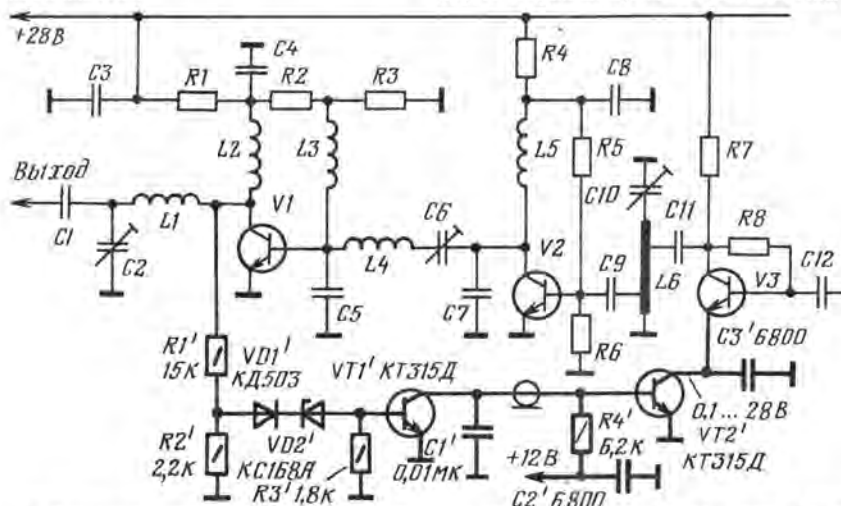 +28В
C3
R1
C4
R2
R3
R4
C8
L2
L3
L5
R5
R7
Выход
C10
C11
R8
C1
C2
L1
V1
L4
C6
V2
C9
L6
V3
C12
C5
C7
R6
C3' 6800
R1'
15к
VD1'
КД503
VT1' КТ315Д
0,1...28В
R2'
2,2к
VD2'
КС168А
R3' 1,8к
C1'
0,01мк
R4'
6,2к
+12В
C2' 6800
VT2'
КТ315Д